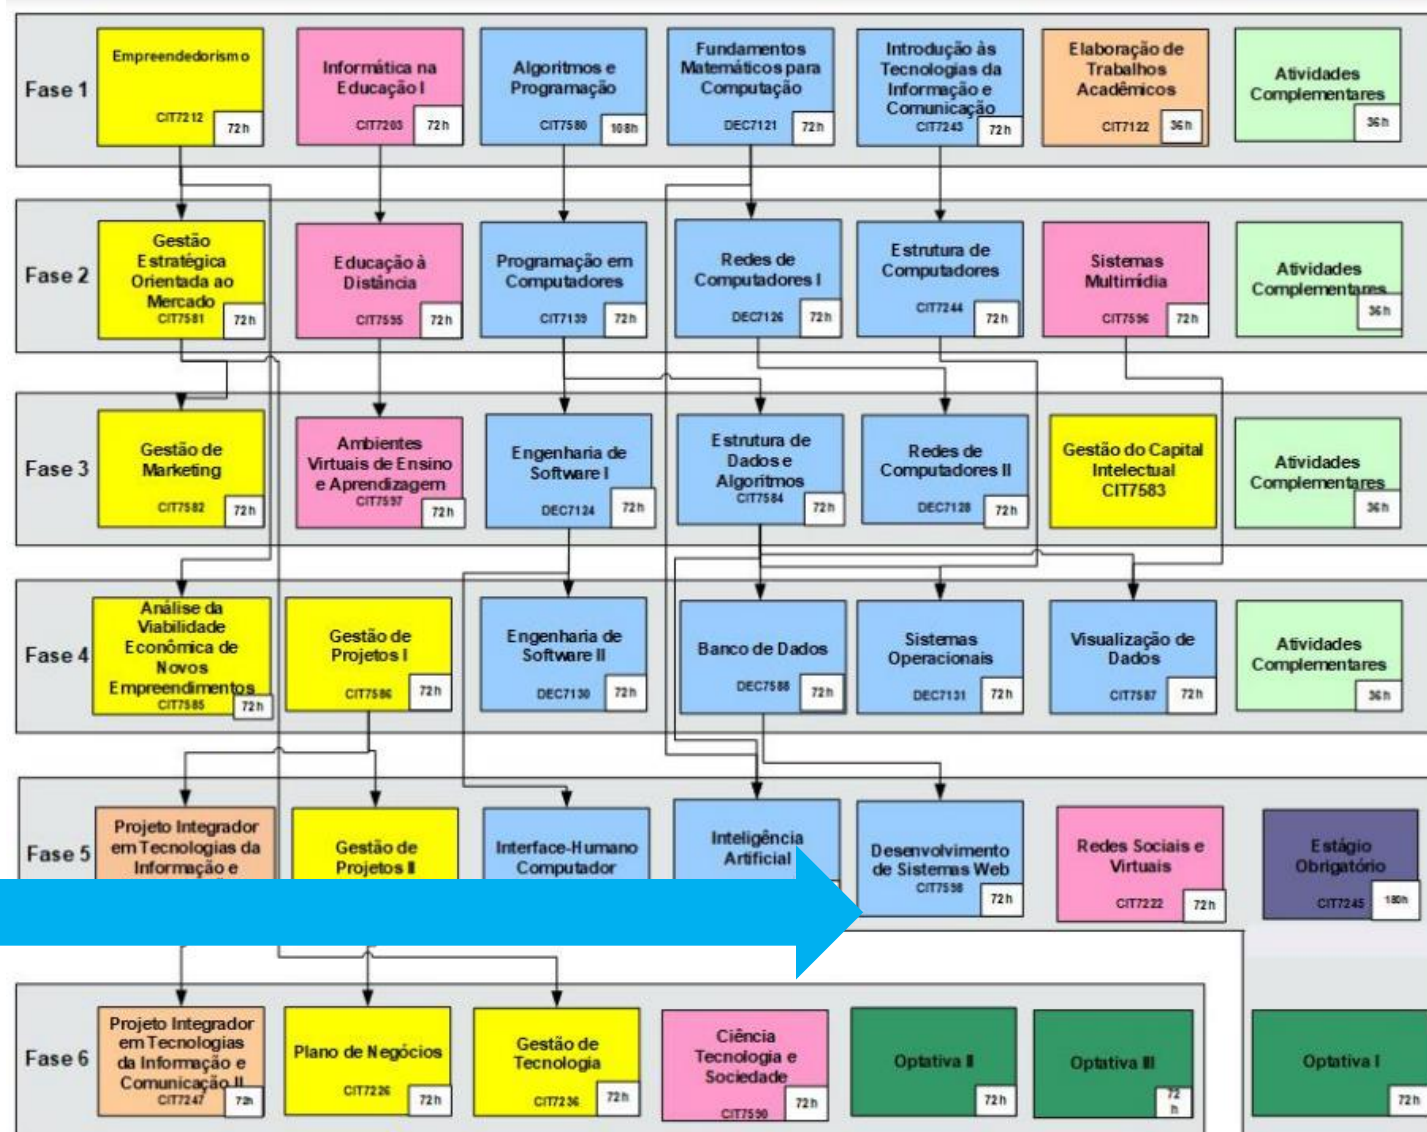 Fase 1
Empreendedorismo
CIT7212
72h
Informática na
Educação I
CIT7203
72h
Algoritmos e
Programação
CIT7580
108h
Fundamentos
Matemáticos para
Computação
DEC7121
72h
Introdução às
Tecnologias da
Informação e
Comunicação
CIT7243
72h
Elaboração de
Trabalhos
Acadêmicos
CIT7122
36h
Atividades
Complementares
36h
Fase 2
Gestão
Estratégica
Orientada ao
Mercado
CIT7581
72h
Educação à
Distância
CIT7595
72h
Programação em
Computadores
CIT7139
72h
Redes de
Computadores I
DEC7126
72h
Estrutura de
Computadores
CIT7244
72h
Sistemas
Multimídia
CIT7596
72h
Atividades
Complementares
36h
Fase 3
Gestão de
Marketing
CIT7582
72h
Ambientes
Virtuais de Ensino
e Aprendizagem
CIT7597
72h
Engenharia de
Software I
DEC7124
72h
Estrutura de
Dados e
Algoritmos
CIT7584
72h
Redes de
Computadores II
DEC7128
72h
Gestão do Capital
Intelectual
CIT7583
Atividades
Complementares
36h
Fase 4
Análise da
Viabilidade
Econômica de
Novos
Empreendimentos
CIT7585
72h
Gestão de
Projetos I
CIT7586
72h
Engenharia de
Software II
DEC7130
72h
Banco de Dados
DEC7588
72h
Sistemas
Operacionais
DEC7131
72h
Visualização de
Dados
CIT7587
72h
Atividades
Complementares
36h
Fase 5
Projeto Integrador
em Tecnologias da
Informação e
Gestão de
Projetos II
Interface-Humano
Computador
Inteligência
Artificial
Desenvolvimento
de Sistemas Web
CIT7598
72h
Redes Sociais e
Virtuais
CIT7222
72h
Estágio
Obrigatório
CIT7245
180h
Fase 6
Projeto Integrador
em Tecnologias
da Informação e
Comunicação II
CIT7247
72h
Plano de Negócios
CIT7226
72h
Gestão de
Tecnologia
CIT7236
72h
Ciência
Tecnologia e
Sociedade
CIT7590
72h
Optativa II
72h
Optativa III
72
h
Optativa I
72h